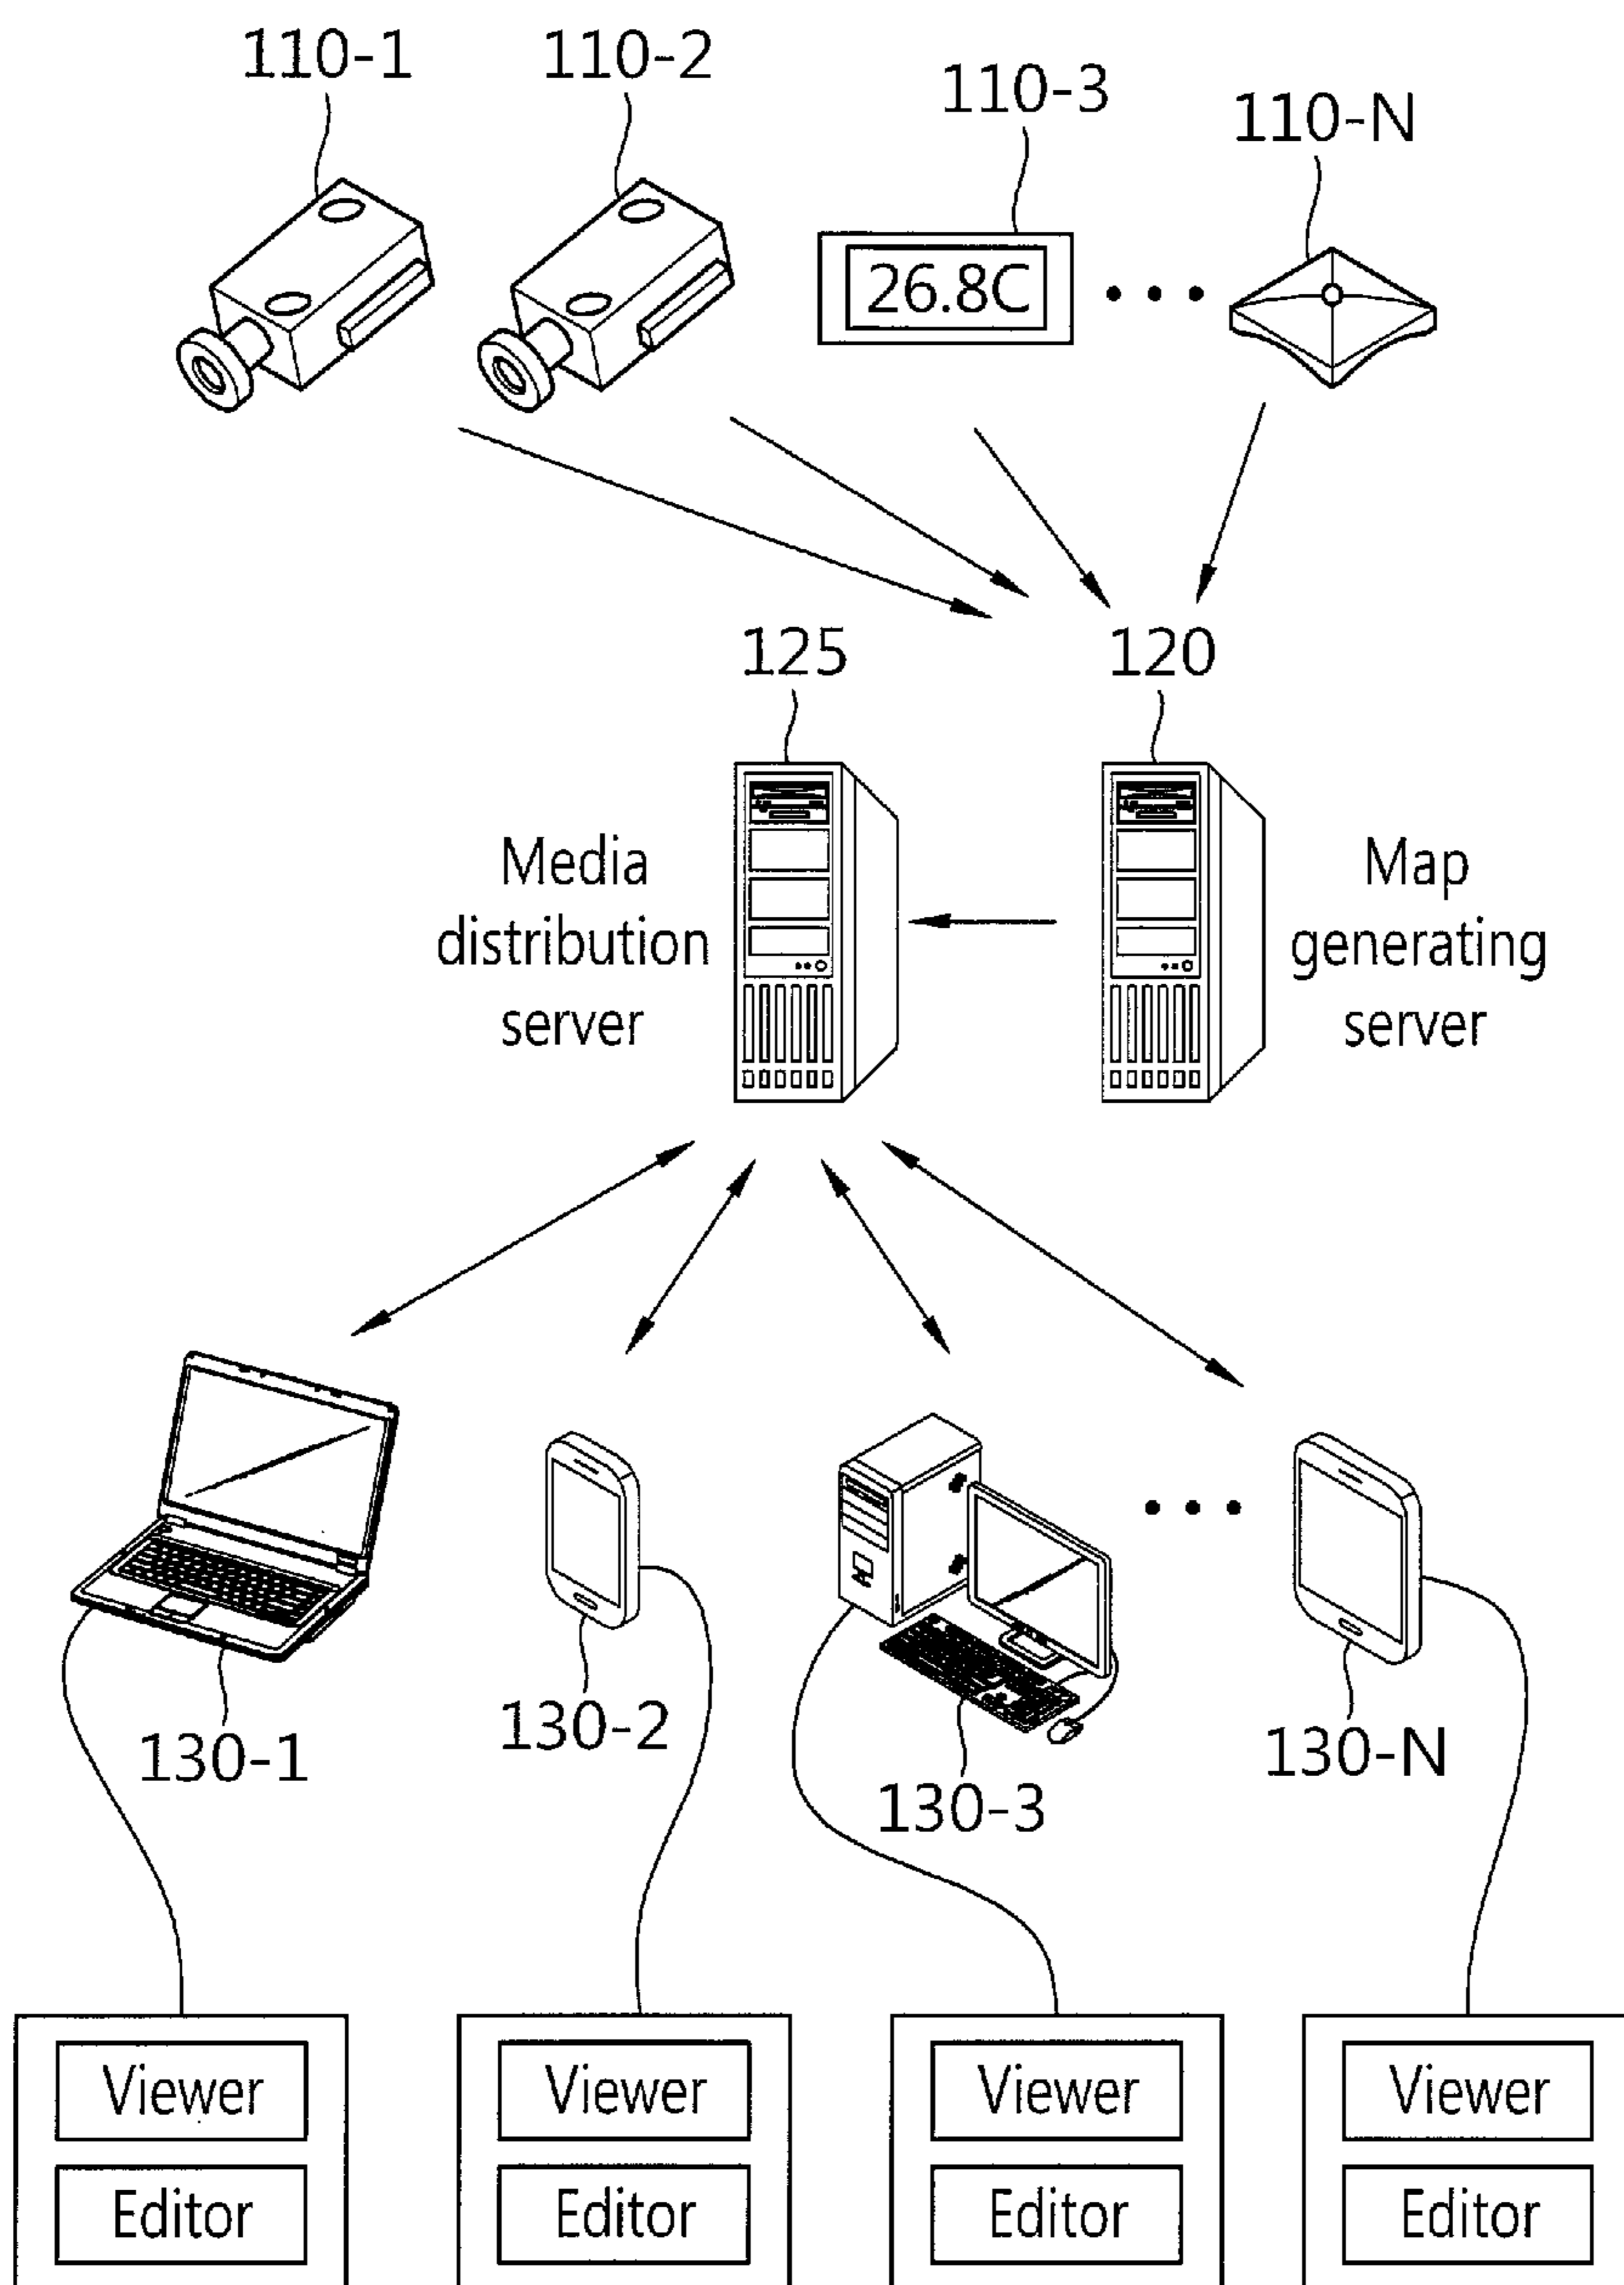 110-1
110-2
110-3
110-N
26.8C
125
120
Media
distribution
server
Map
generating
server
130-1
130-2
130-3
130-N
Viewer
Editor
Viewer
Editor
Viewer
Editor
Viewer
Editor